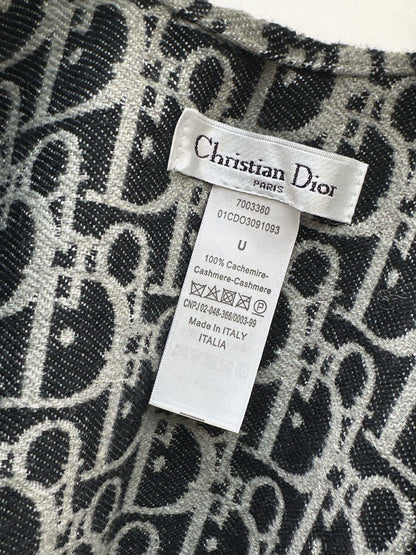 Christian Dior
PARIS
7003380
01CDO3091093
U
100% Cachemire-
Cashmere-Cashmere
CNPJ 02-046-366/0003-99
Made In ITALY
ITALIA